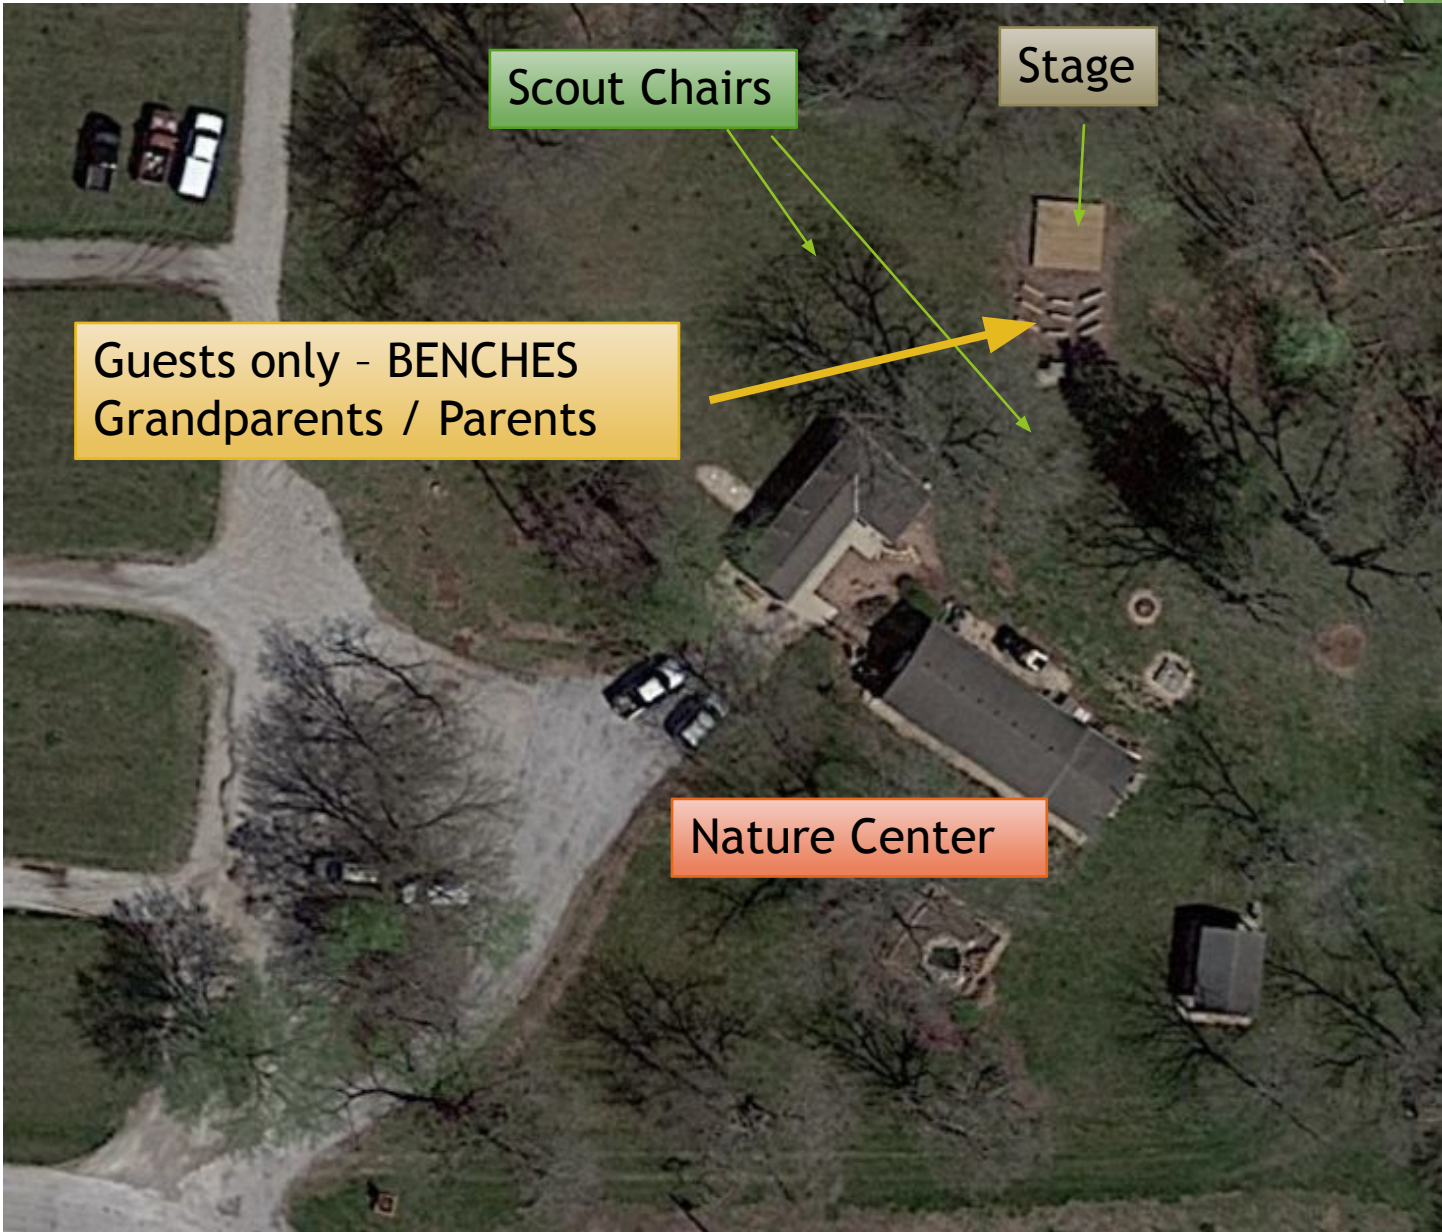 Scout Chairs
Stage
Guests only – BENCHES
Grandparents / Parents
Nature Center